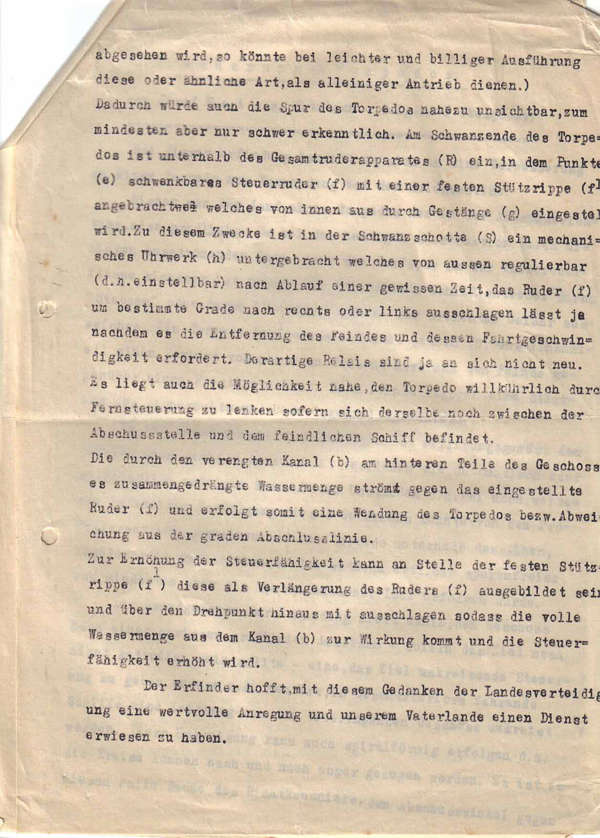 abgesehen wird,so könnte bei leichter und billiger Ausführung
diese oder ähnliche Art,als alleiniger Antrieb dienen.)
Dadurch würde auch die Spur des Torpedos nahezu unsichtbar,zum
mindesten aber nur schwer erkenntlich. Am Schwanzende des Torpe-
dos ist unterhalb des Gesamtruderapparates (R) ein,in dem Punkte
(e) schwenkbares Steuerruder (f) mit einer festen Stützrippe (f1
angebracht welches von innen aus durch Gestänge (g) eingestel
wird.Zu diesem Zwecke ist in der Schwanzschotte (S) ein mechani=
sches Uhrwerk (h) untergebracht welches von aussen regulierbar
(d.h.einstellbar) nach Ablauf einer gewissen Zeit,das Ruder (f)
um bestimmte Grade nach rechts oder links ausschlagen lässt je
nachdem es die Entfernung des Feindes und dessen Fahrtgeschwin=
digkeit erfordert. Derartige Relais sind ja an sich nicht neu.
Es liegt auch die Möglichkeit nahe,den Torpedo willkührlich durc
Fernsteuerung zu lenken sofern sich derselbe noch zwischen der
Abschussstelle und dem feindlichen Schiff befindet.
Die durch den verengten Kanal (b) am hinteren Teile des Geschoss
es zusammengedrängte Wassermenge strömt gegen das eingestellte
Ruder (f) und erfolgt somit eine Wendung des Torpedos bezw.Abwei
chung aus der graden Abschlusslinie.
Zur Erhöhung der Steuerfähigkeit kann an Stelle der festen Stütz
rippe (f1) diese als Verlängerung des Ruders (f) ausgebildet sein
und über den Drehpunkt hinaus mit ausschlagen sodass die volle
Wassermenge aus dem Kanal (b) zur Wirkung kommt und die Steuer=
fähigkeit erhöht wird.
Der Erfinder hofft,mit diesem Gedanken der Landesverteidig
ung eine wertvolle Anregung und unserem Vaterlande einen Dienst
erwiesen zu haben.